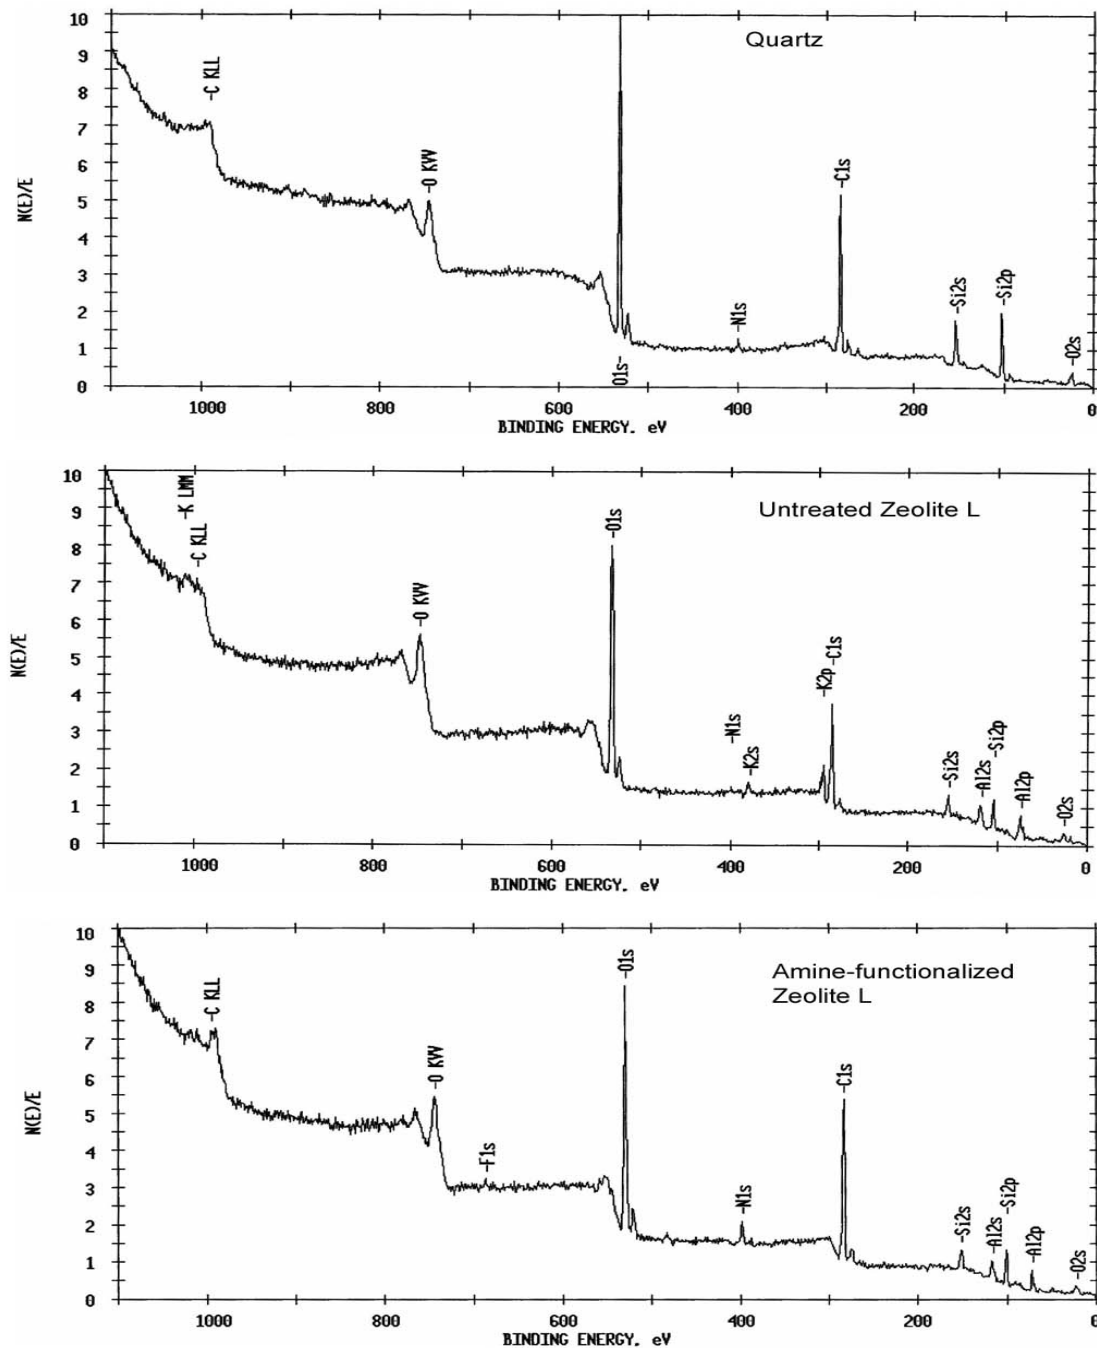 10
Quartz
9
-C KLL
8
7
6
-O KVV
-C1s
N(E)/E
5
4
-Si2s
-Si2p
3
-N1s
2
-O2s
1
O1s-
0
1000
800
600
400
200
0
BINDING ENERGY, eV
10
-K LMM
Untreated Zeolite L
9
-C KLL
-O1s
8
7
6
-O KVV
-K2p
-C1s
N(E)/E
5
4
-N1s
-K2s
-Si2s
-Al2s
-Si2p
-Al2p
3
2
-O2s
1
0
1000
800
600
400
200
0
BINDING ENERGY, eV
10
-O1s
Amine-functionalized
Zeolite L
9
-C KLL
8
7
-O KVV
-C1s
6
N(E)/E
5
4
-F1s
3
-N1s
-Si2s
-Al2s
-Si2p
-Al2p
2
-O2s
1
0
1000
800
600
400
200
0
BINDING ENERGY, eV